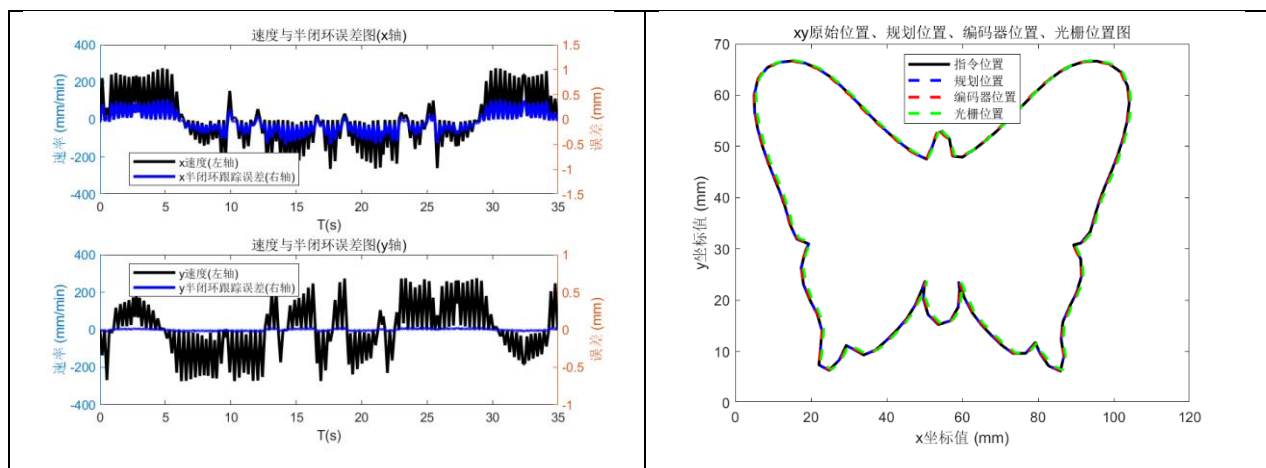 速度与半闭环误差图(x轴)
400
200
0
-200
-400
速率 (mm/min)
1.5
1
0.5
0
-0.5
-1
-1.5
误差 (mm)
x速度(左轴)
x半闭环跟踪误差(右轴)
0 5 10 15 20 25 30 35
T(s)
速度与半闭环误差图(y轴)
400
200
0
-200
-400
速率 (mm/min)
1
0.5
0
-0.5
-1
误差 (mm)
y速度(左轴)
y半闭环跟踪误差(右轴)
0 5 10 15 20 25 30 35
T(s)
xy原始位置、规划位置、编码器位置、光栅位置图
70
60
50
40
30
20
10
0
y坐标值 (mm)
指令位置
规划位置
编码器位置
光栅位置
0 20 40 60 80 100 120
x坐标值 (mm)